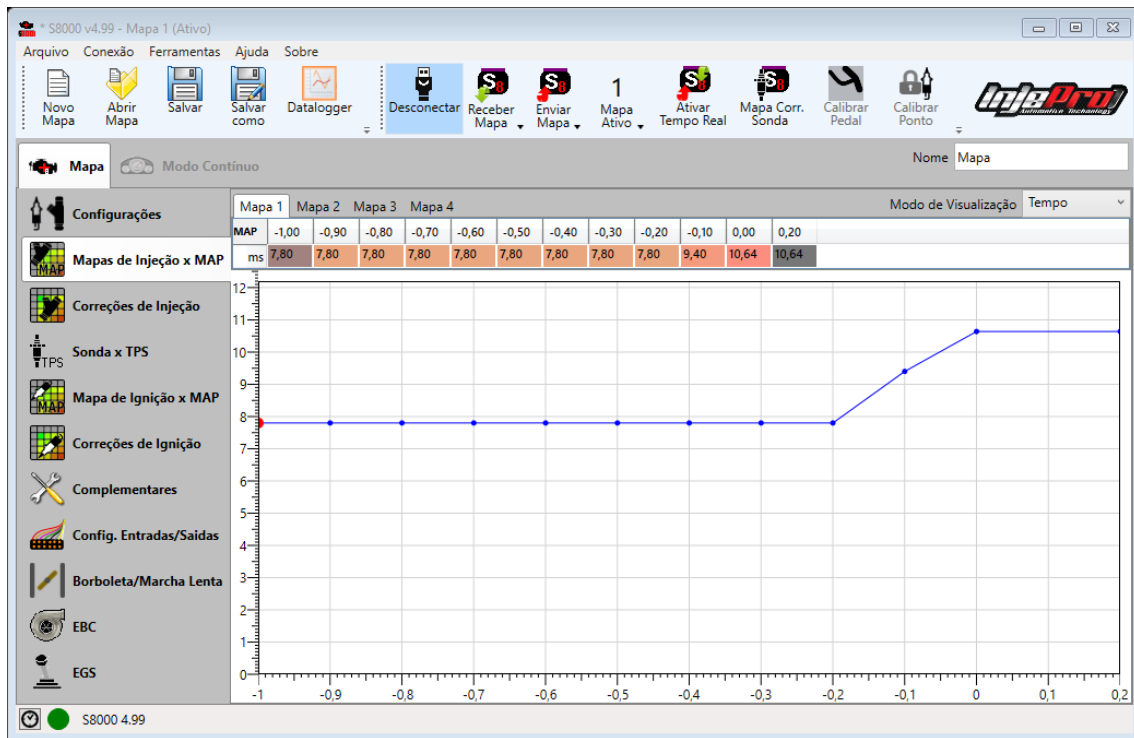 * S8000 v4.99 - Mapa 1 (Ativo)
Arquivo Conexão Ferramentas Ajuda Sobre
Novo Mapa
Abrir Mapa
Salvar
Salvar como
Datalogger
Desconectar
Receber Mapa
Enviar Mapa
1 Mapa Ativo
Ativar Tempo Real
Mapa Corr. Sonda
Calibrar Pedal
Calibrar Ponto
InjePro
Automotive Technology
Mapa Modo Contínuo Nome Mapa
Configurações
Mapas de Injeção x MAP
Correções de Injeção
Sonda x TPS
Mapa de Ignição x MAP
Correções de Ignição
Complementares
Config. Entradas/Saidas
Borboleta/Marcha Lenta
EBC
EGS
Mapa 1 Mapa 2 Mapa 3 Mapa 4 Modo de Visualização Tempo
MAP -1,00 -0,90 -0,80 -0,70 -0,60 -0,50 -0,40 -0,30 -0,20 -0,10 0,00 0,20
ms 7,80 7,80 7,80 7,80 7,80 7,80 7,80 7,80 7,80 9,40 10,64 10,64
12
11
10
9
8
7
6
5
4
3
2
1
0
-1 -0,9 -0,8 -0,7 -0,6 -0,5 -0,4 -0,3 -0,2 -0,1 0 0,1 0,2
S8000 4.99